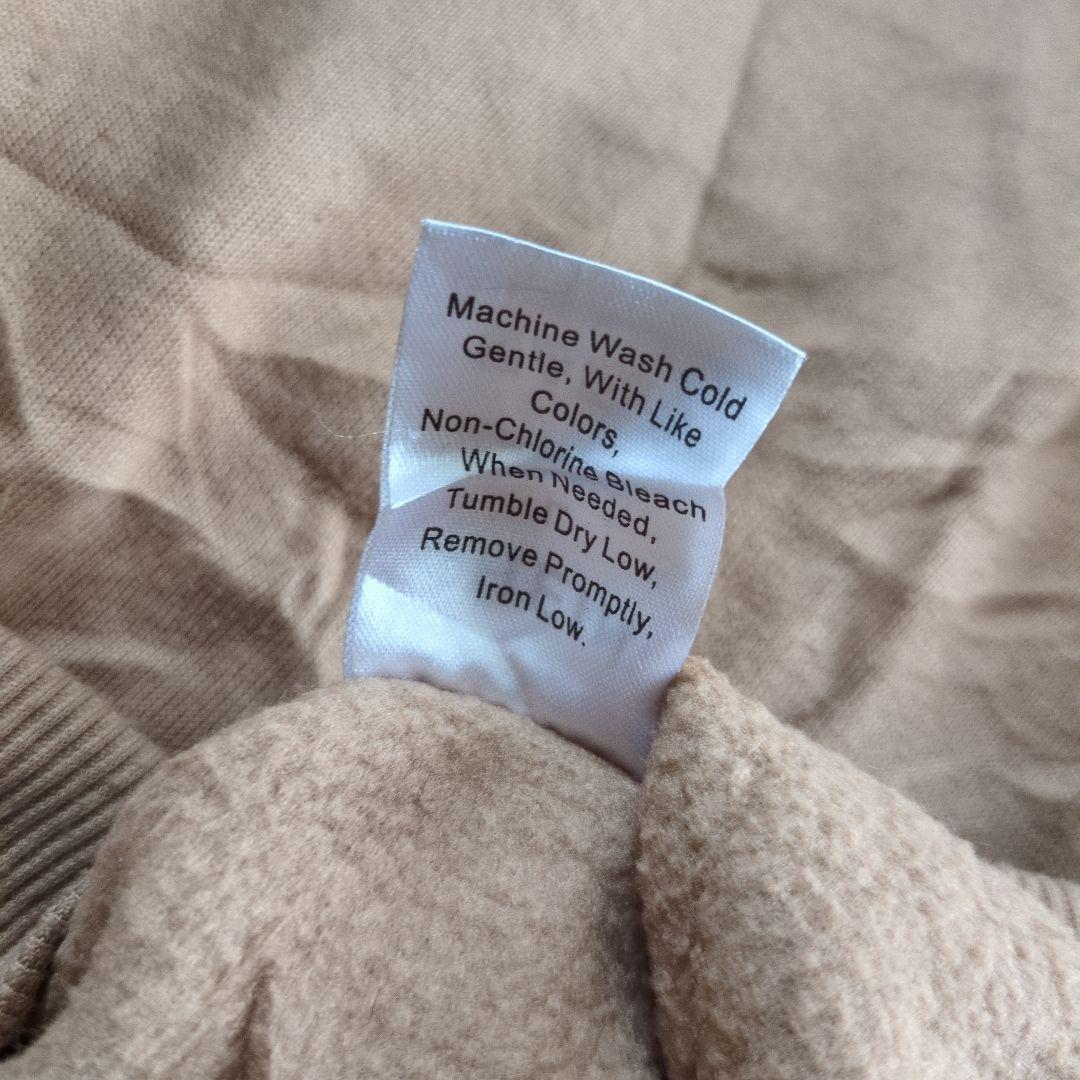 Machine Wash Cold
Gentle, With Like
Colors,
Non-Chlorine Bleach
When Needed,
Tumble Dry Low,
Remove Promptly,
Iron Low.